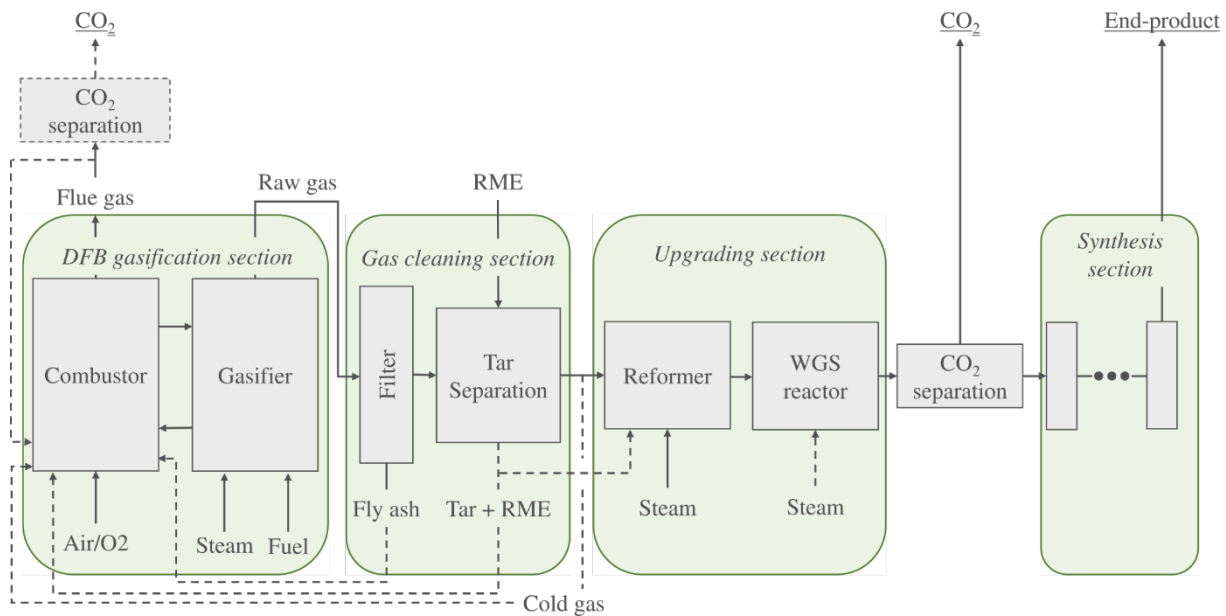 CO2
CO2
End-product
CO2
separation
Flue gas
Raw gas
RME
DFB gasification section
Gas cleaning section
Upgrading section
Synthesis
section
Combustor
Gasifier
Filter
Tar
Separation
Reformer
WGS
reactor
CO2
separation
Air/O2
Steam
Fuel
Fly ash
Tar + RME
Steam
Steam
Cold gas